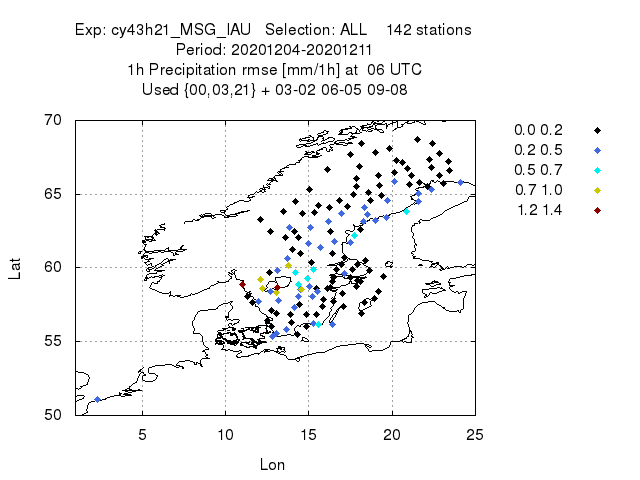 Exp: cy43h21_MSG_IAU   Selection: ALL    142 stations
Period: 20201204-20201211
1h Precipitation rmse [mm/1h] at  06 UTC
Used {00,03,21} + 03-02 06-05 09-08
70
65
60
55
50
Lat
5
10
15
20
25
Lon
0.0 0.2
0.2 0.5
0.5 0.7
0.7 1.0
1.2 1.4